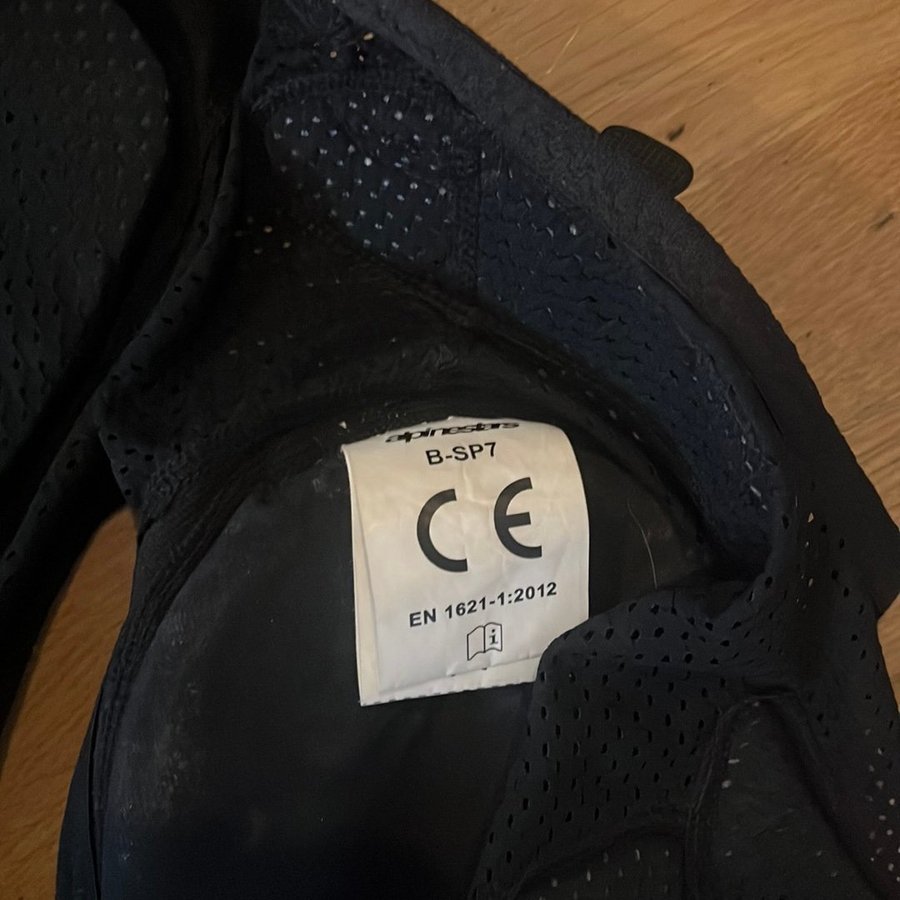 alpinestars
B-SP7
CE
EN 1621-1:2012
i